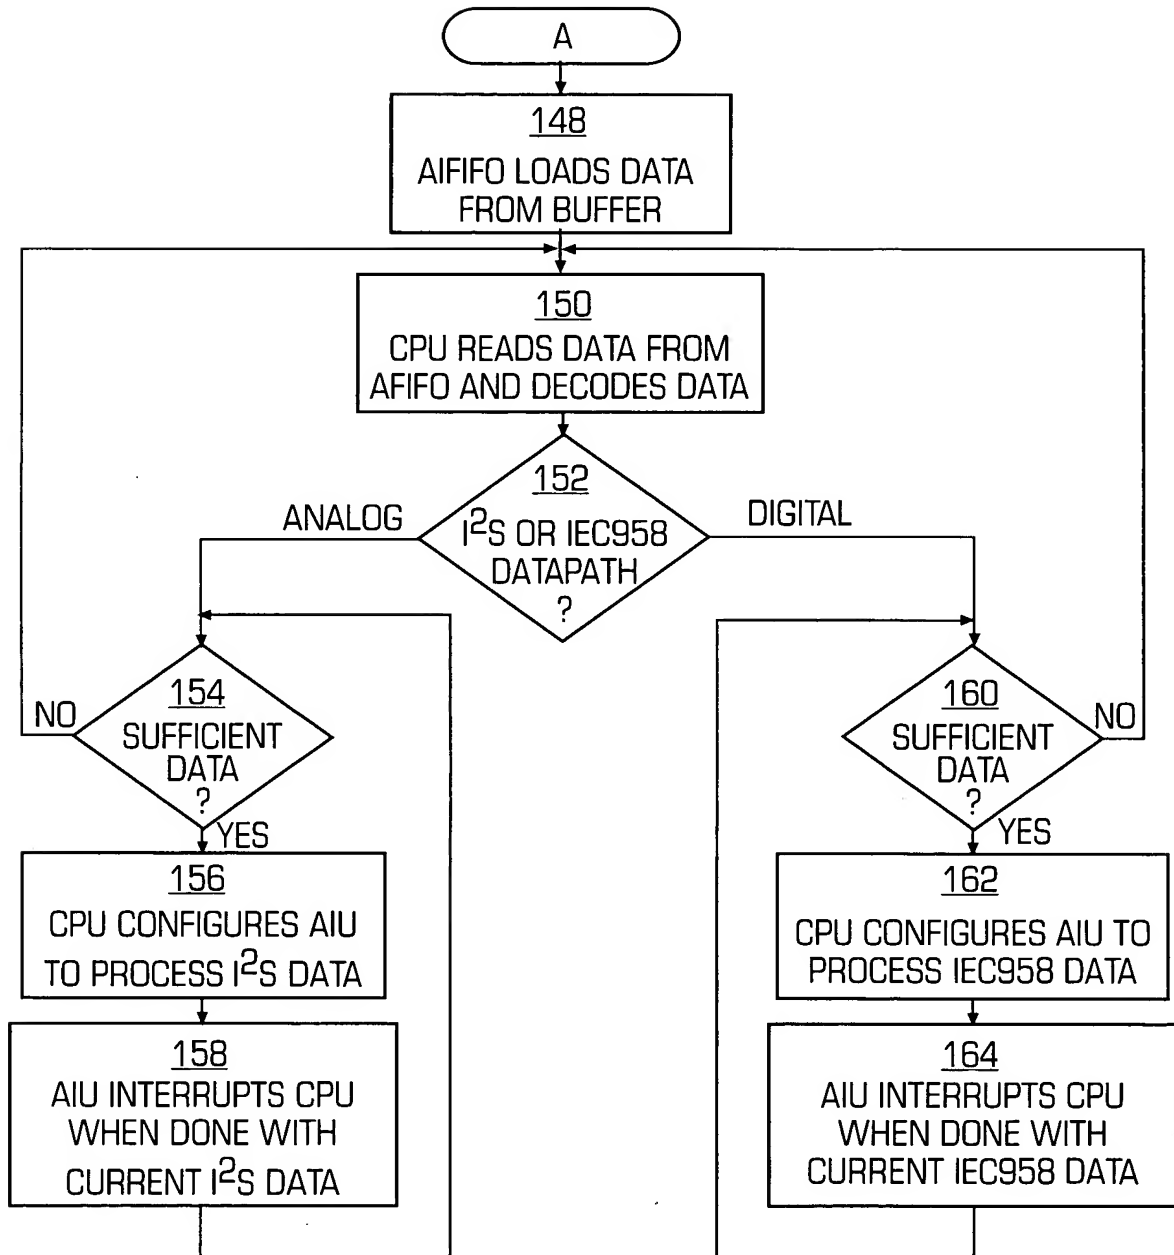 A
148
AIFIFO LOADS DATA
FROM BUFFER
150
CPU READS DATA FROM
AFIFO AND DECODES DATA
152
ANALOG
I²S OR IEC958
DATAPATH
?
DIGITAL
154
SUFFICIENT
DATA
?
NO
YES
160
SUFFICIENT
DATA
?
NO
YES
156
CPU CONFIGURES AIU
TO PROCESS I²S DATA
162
CPU CONFIGURES AIU TO
PROCESS IEC958 DATA
158
AIU INTERRUPTS CPU
WHEN DONE WITH
CURRENT I²S DATA
164
AIU INTERRUPTS CPU
WHEN DONE WITH
CURRENT IEC958 DATA